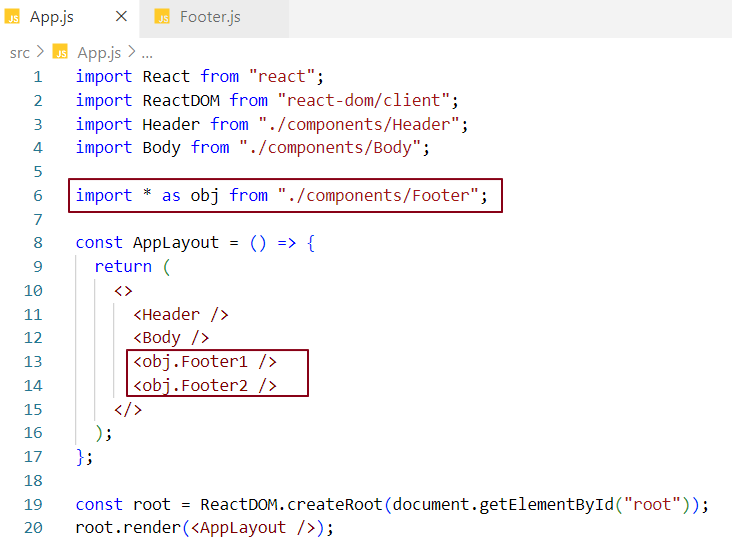 JS App.js × JS Footer.js
src > JS App.js > ...
1 import React from "react";
2 import ReactDOM from "react-dom/client";
3 import Header from "./components/Header";
4 import Body from "./components/Body";
5
6 import * as obj from "./components/Footer";
7
8 const AppLayout = () => {
9 return (
10 <>
11 <Header />
12 <Body />
13 <obj.Footer1 />
14 <obj.Footer2 />
15 </>
16 );
17 };
18
19 const root = ReactDOM.createRoot(document.getElementById("root"));
20 root.render(<AppLayout />);